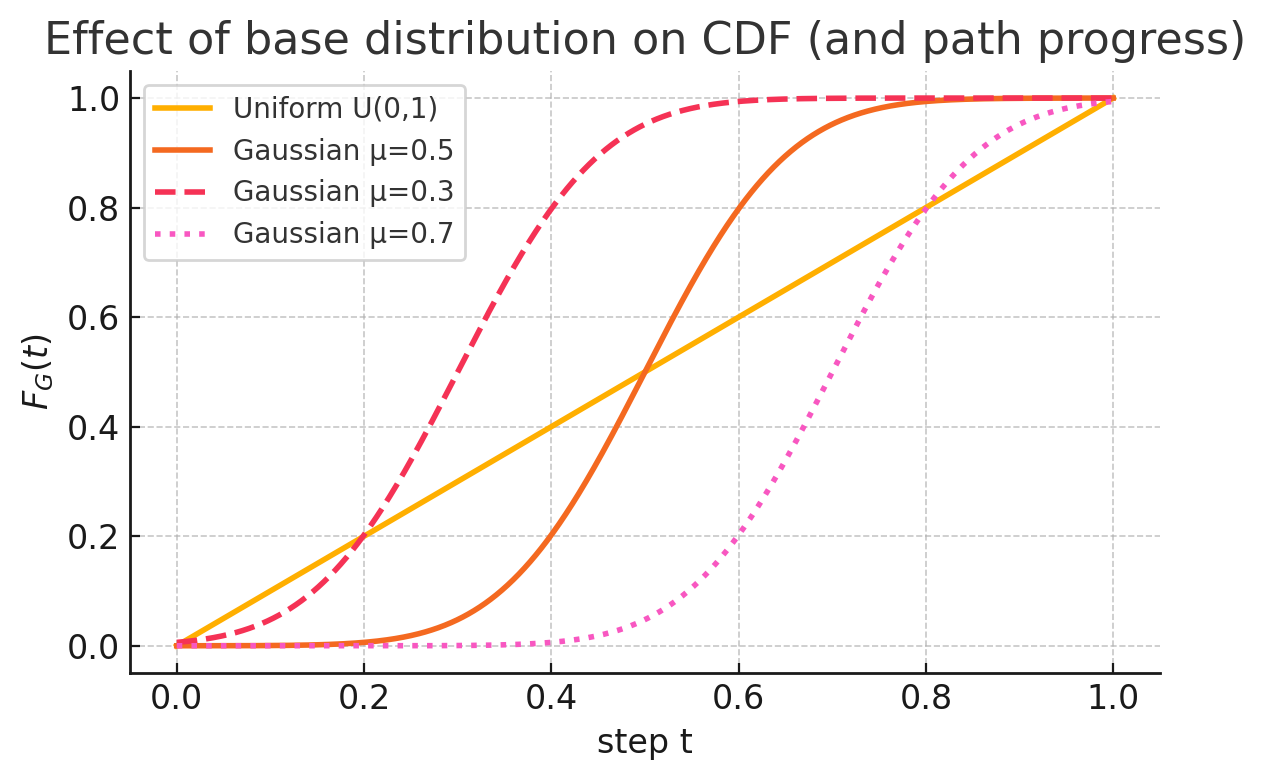 Effect of base distribution on CDF (and path progress)
Uniform U(0,1)
Gaussian μ=0.5
Gaussian μ=0.3
Gaussian μ=0.7
F_G(t)
1.0
0.8
0.6
0.4
0.2
0.0
0.0 0.2 0.4 0.6 0.8 1.0
step t